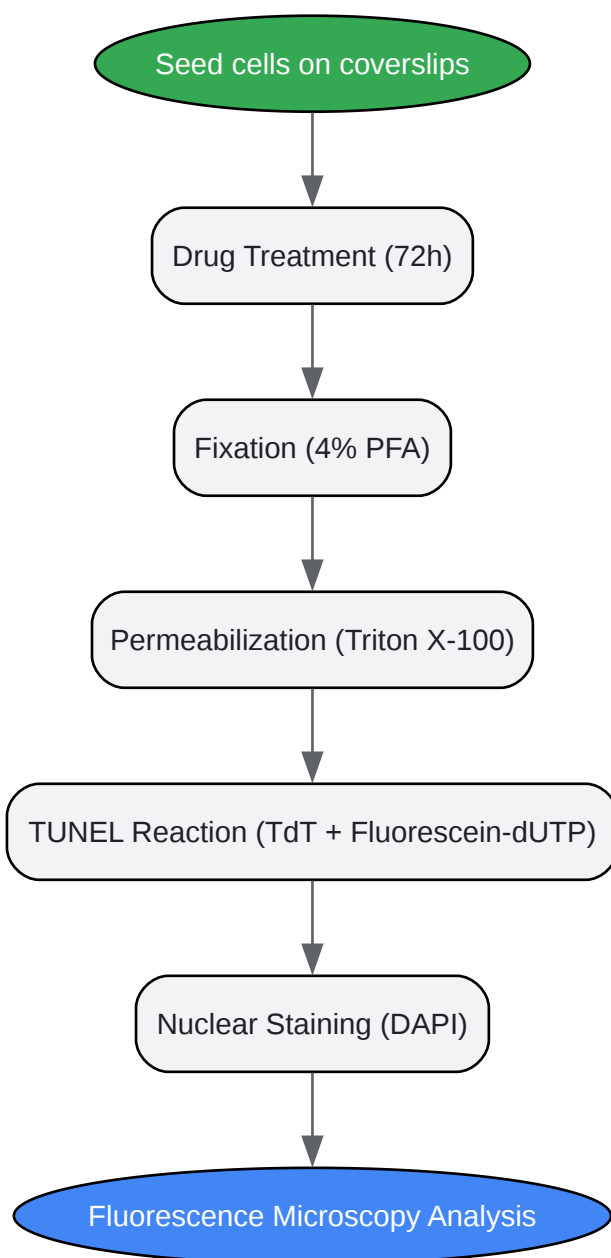 Seed cells on coverslips
Drug Treatment (72h)
Fixation (4% PFA)
Permeabilization (Triton X-100)
TUNEL Reaction (TdT + Fluorescein-dUTP)
Nuclear Staining (DAPI)
Fluorescence Microscopy Analysis